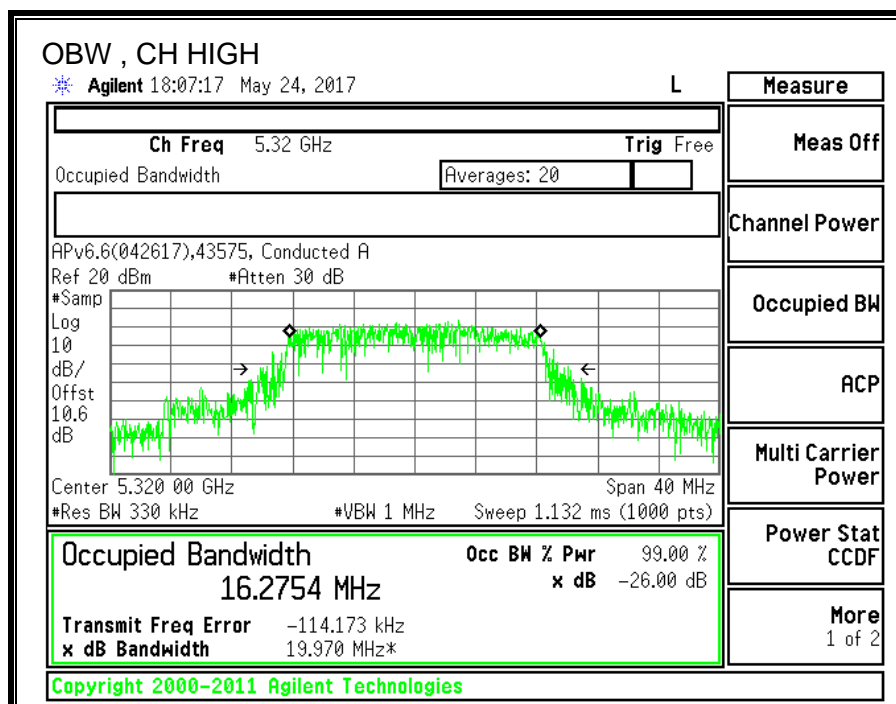 OBW , CH HIGH
Agilent 18:07:17 May 24, 2017 L
Measure
Ch Freq 5.32 GHz Trig Free
Meas Off
Occupied Bandwidth Averages: 20
Channel Power
APv6.6(042617),43575, Conducted A
Ref 20 dBm #Atten 30 dB
#Samp
Log
10
dB/
Offst
10.6
dB
Occupied BW
ACP
Multi Carrier
Power
Center 5.320 00 GHz Span 40 MHz
#Res BW 330 kHz #VBW 1 MHz Sweep 1.132 ms (1000 pts)
Power Stat
CCDF
Occupied Bandwidth Occ BW % Pwr 99.00 %
16.2754 MHz x dB -26.00 dB
Transmit Freq Error -114.173 kHz
x dB Bandwidth 19.970 MHz*
More
1 of 2
Copyright 2000-2011 Agilent Technologies